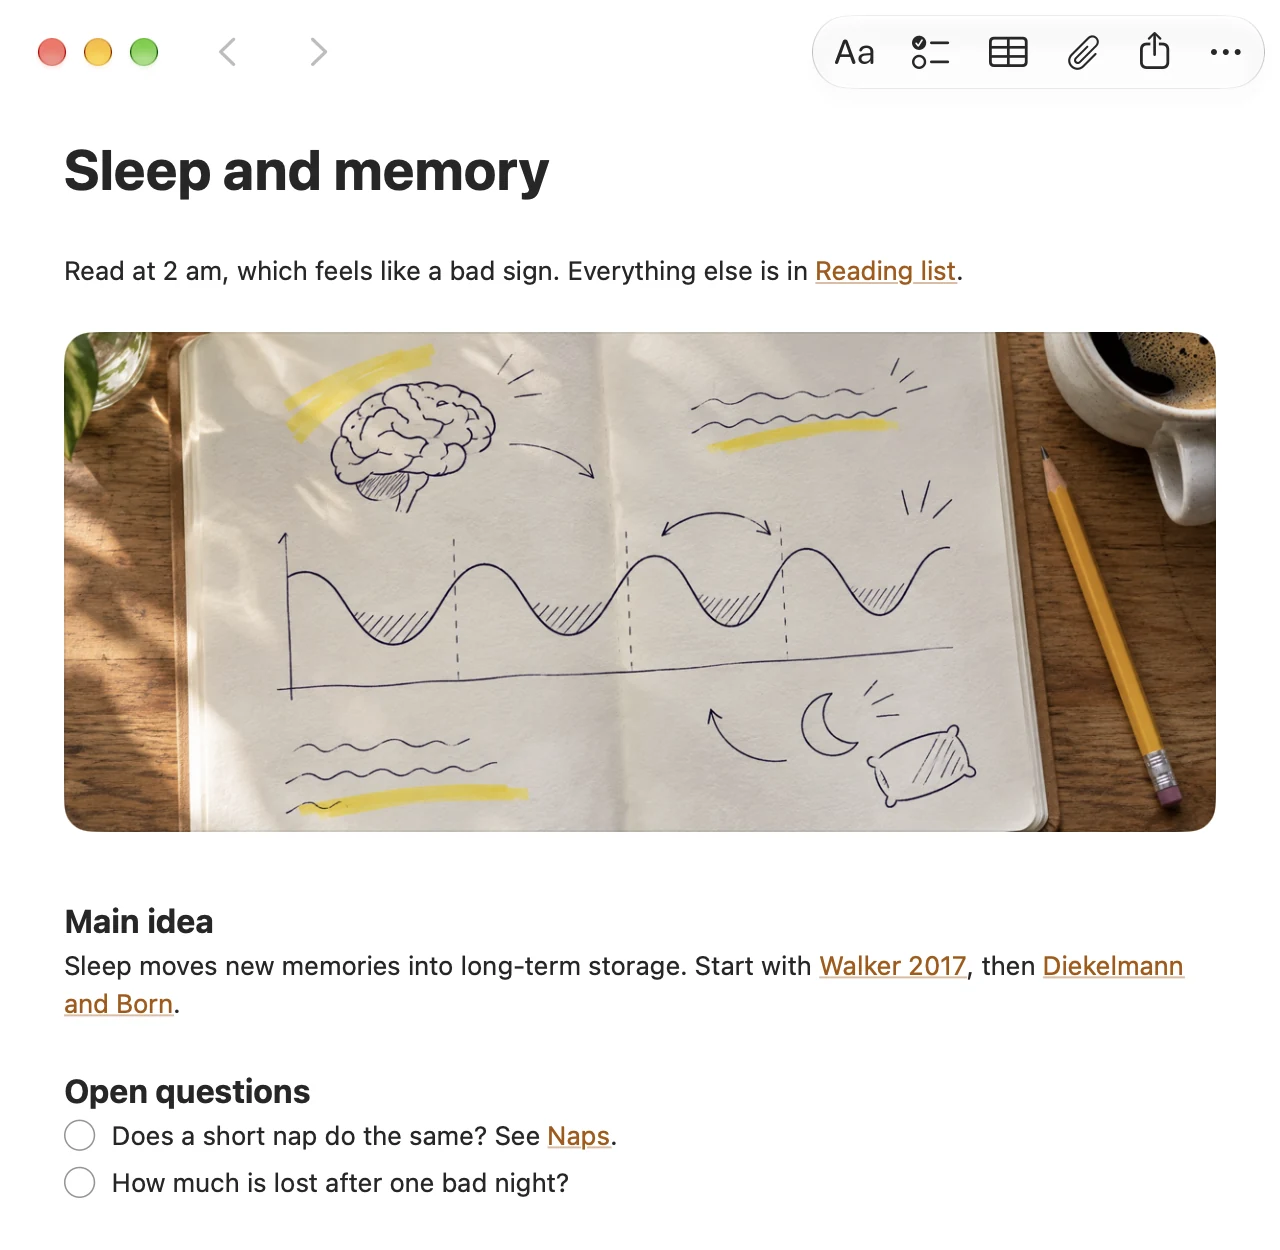 Aa
Sleep and memory
Read at 2 am, which feels like a bad sign. Everything else is in Reading list.
Main idea
Sleep moves new memories into long-term storage. Start with Walker 2017, then Diekelmann
and Born.
Open questions
Does a short nap do the same? See Naps.
How much is lost after one bad night?